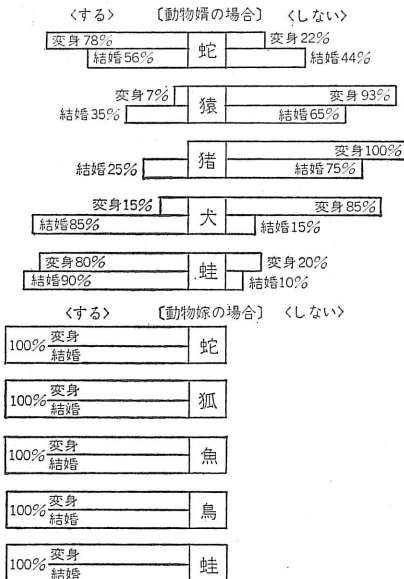 〈する〉 〔動物婿の場合〕 〈しない〉
変身78% 蛇 変身22%
結婚56% 結婚44%
変身7% 猿 変身93%
結婚35% 結婚65%
猪 変身100%
結婚25% 結婚75%
変身15% 犬 変身85%
結婚85% 結婚15%
変身80% 蛙 変身20%
結婚90% 結婚10%
〈する〉 〔動物嫁の場合〕 〈しない〉
100% 変身 結婚 蛇
100% 変身 結婚 狐
100% 変身 結婚 魚
100% 変身 結婚 鳥
100% 変身 結婚 蛙